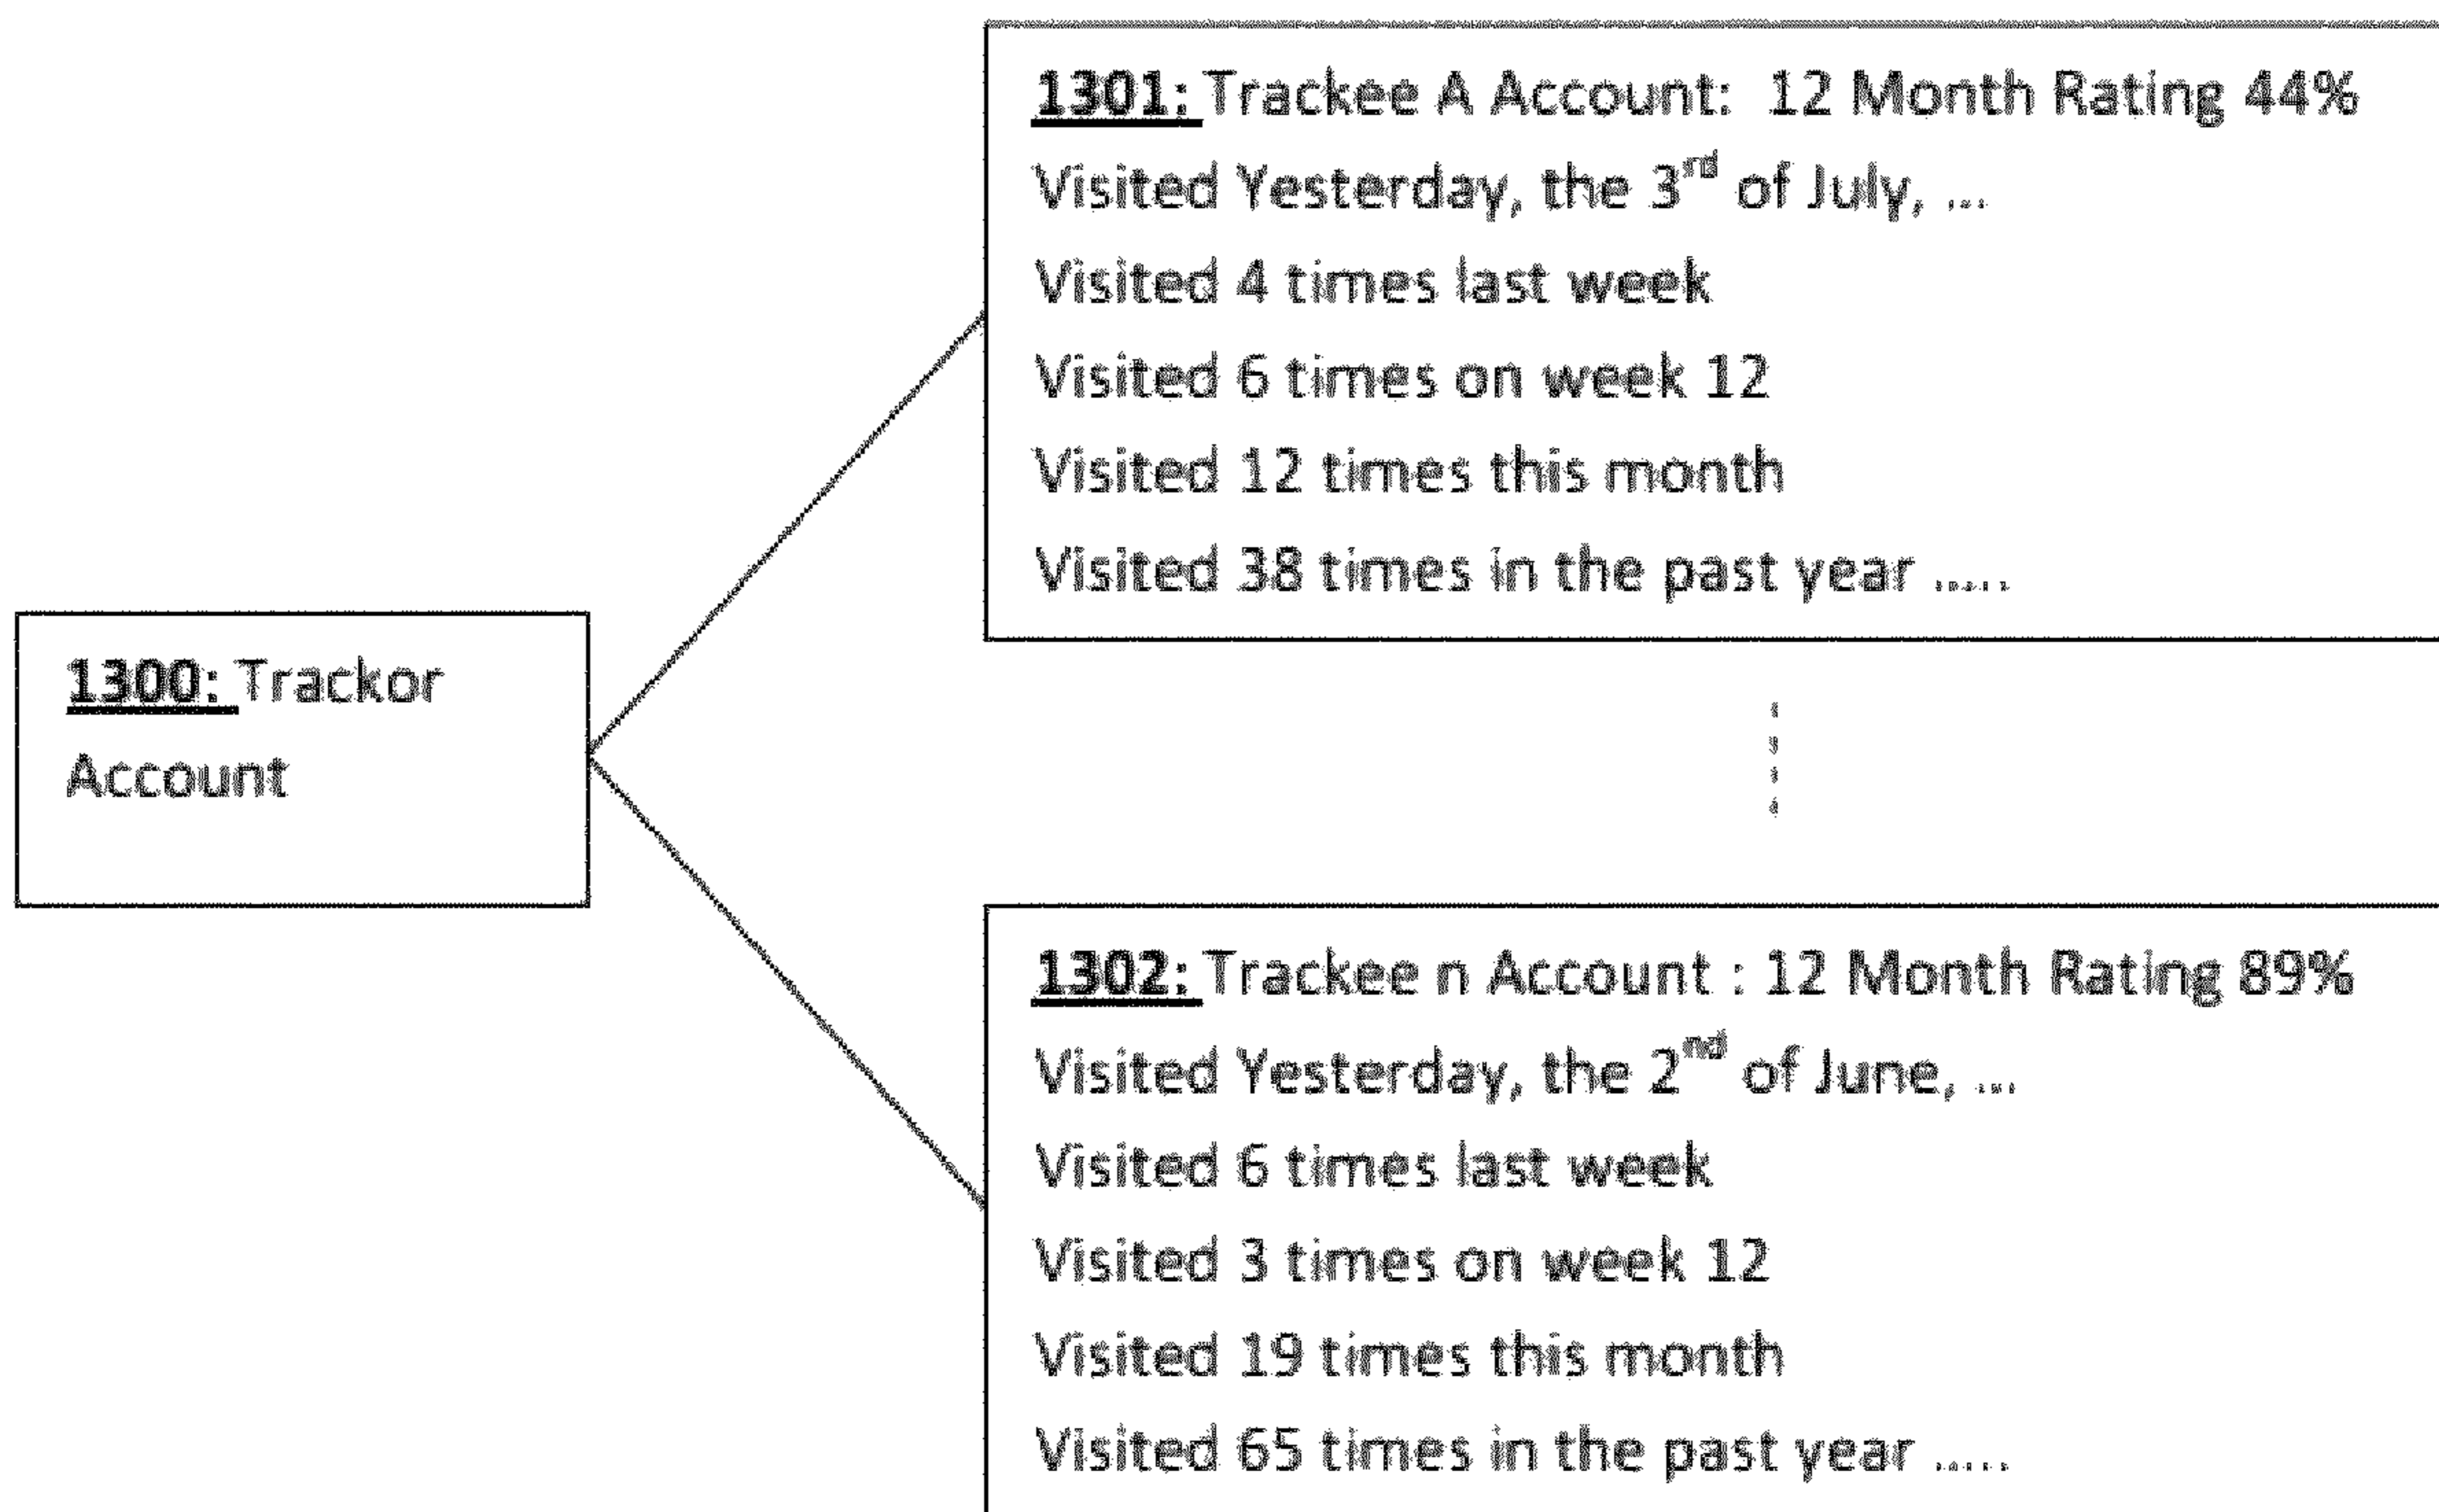 1301: Trackee A Account: 12 Month Rating 44%
Visited Yesterday, the 3rd of July, ...
Visited 4 times last week
Visited 6 times on week 12
Visited 12 times this month
Visited 38 times in the past year .....
1300: Trackor
Account
1302: Trackee n Account : 12 Month Rating 89%
Visited Yesterday, the 2nd of June, ...
Visited 6 times last week
Visited 3 times on week 12
Visited 19 times this month
Visited 65 times in the past year .....